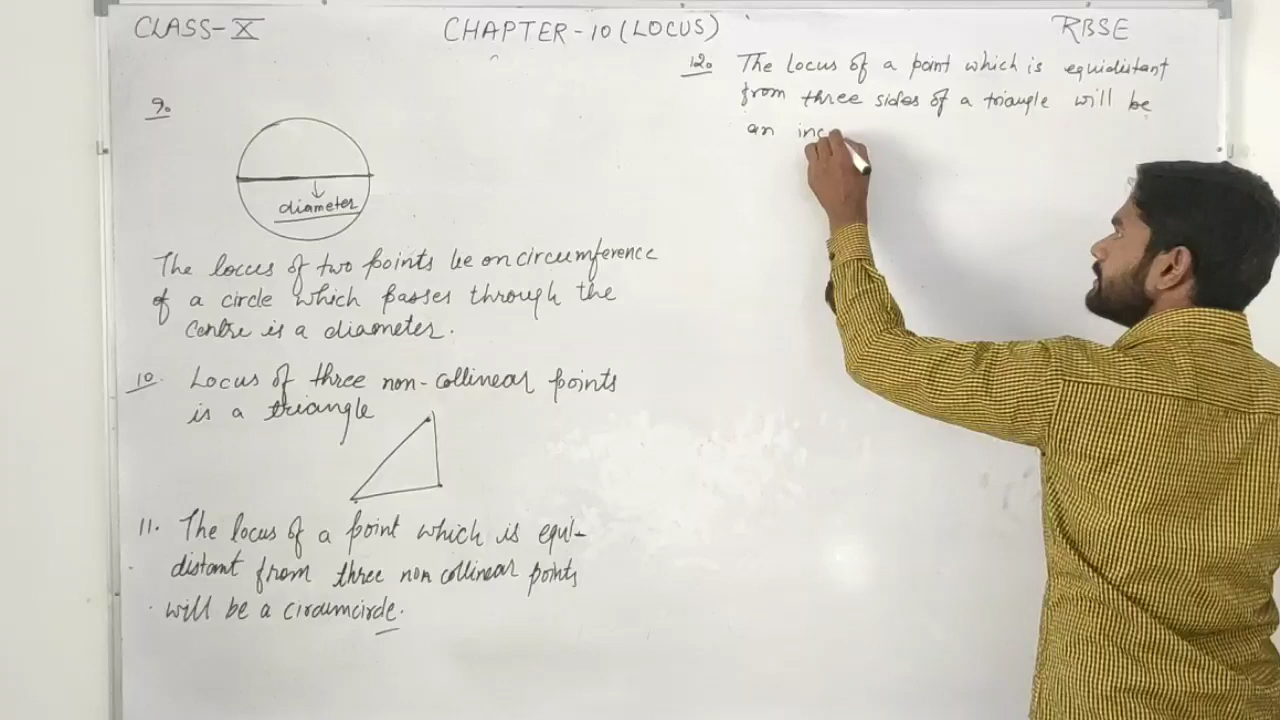 CLASS-X
CHAPTER-10(LOCUS)
RBSE
9.
diameter
The locus of two points lie on circumference
of a circle which passes through the
centre is a diameter.
10. Locus of three non-collinear points
is a triangle
11. The locus of a point which is equi-
distant from three non collinear points
will be a circumcircle.
12. The locus of a point which is equidistant
from three sides of a triangle will be
an inc